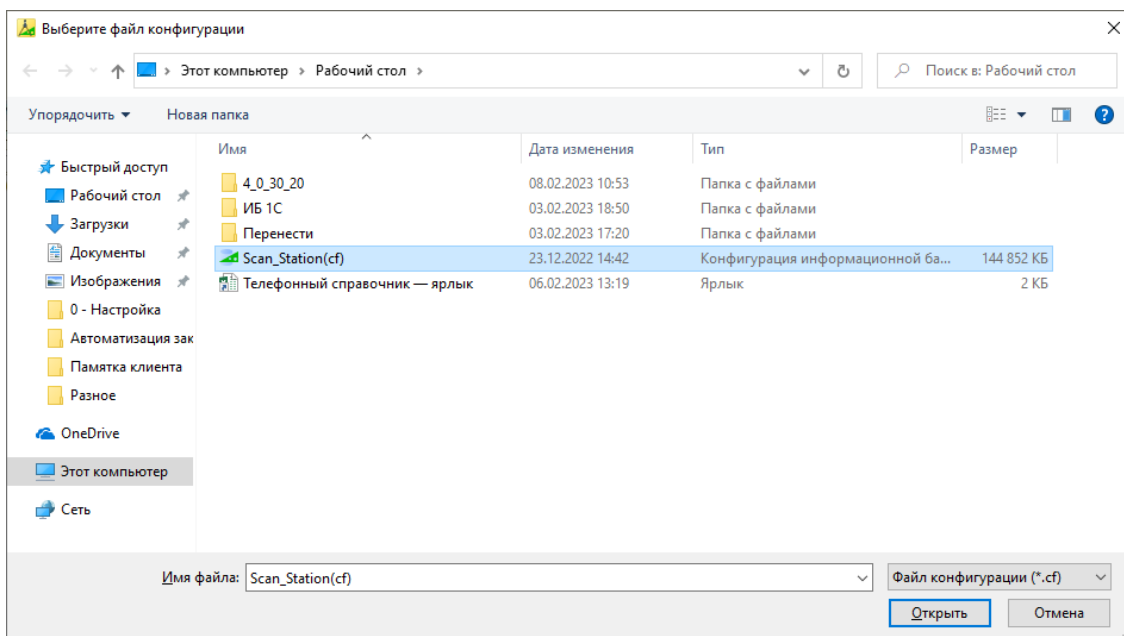 Выберите файл конфигурации
Этот компьютер › Рабочий стол ›
Поиск в: Рабочий стол
Упорядочить
Новая папка
Имя Дата изменения Тип Размер
Быстрый доступ
Рабочий стол
Загрузки
Документы
Изображения
0 - Настройка
Автоматизация зак
Памятка клиента
Разное
OneDrive
Этот компьютер
Сеть
4_0_30_20 08.02.2023 10:53 Папка с файлами
ИБ 1С 03.02.2023 18:50 Папка с файлами
Перенести 03.02.2023 17:20 Папка с файлами
Scan_Station(cf) 23.12.2022 14:42 Конфигурация информационной ба... 144 852 КБ
Телефонный справочник — ярлык 06.02.2023 13:19 Ярлык 2 КБ
Имя файла: Scan_Station(cf) Файл конфигурации (*.cf)
Открыть Отмена